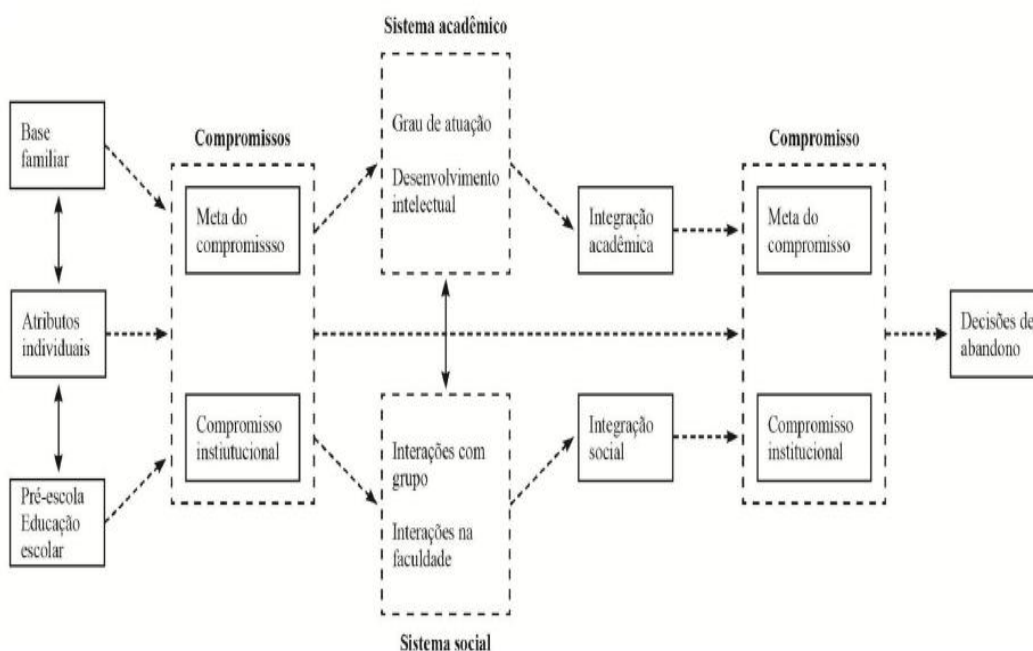 Sistema acadêmico
Base
familiar
Atributos
individuais
Pré-escola
Educação
escolar
Compromissos
Meta do
compromissso
Compromisso
instiutucional
Grau de atuação
Desenvolvimento
intelectual
Interações com
grupo
Interações na
faculdade
Sistema social
Integração
acadêmica
Integração
social
Compromisso
Meta do
compromisso
Compromisso
institucional
Decisões de
abandono